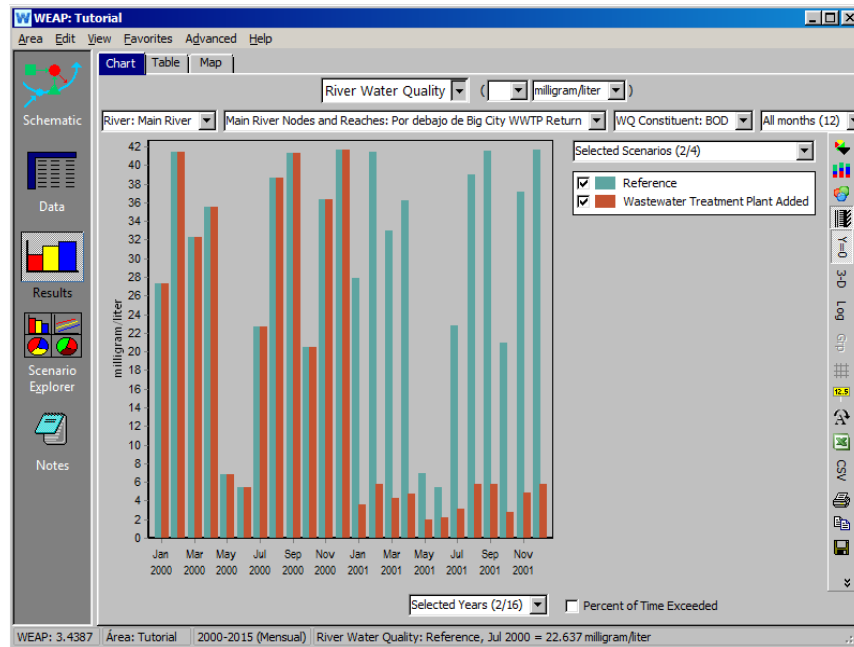 WEAP: Tutorial
Area Edit View Favorites Advanced Help
Chart Table Map
River Water Quality ( milligram/liter )
River: Main River Main River Nodes and Reaches: Por debajo de Big City WWTP Return WQ Constituent: BOD All months (12)
Schematic
Data
Results
Scenario
Explorer
Notes
Selected Scenarios (2/4)
Reference
Wastewater Treatment Plant Added
42
40
38
36
34
32
30
28
26
24
22
20
18
16
14
12
10
8
6
4
2
0
milligram/liter
Jan Mar May Jul Sep Nov Jan Mar May Jul Sep Nov
2000 2000 2000 2000 2000 2000 2001 2001 2001 2001 2001 2001
Y=0
3-D
Log
Grp
12.5
A
CSV
Selected Years (2/16) Percent of Time Exceeded
WEAP: 3.4387 Área: Tutorial 2000-2015 (Mensual) River Water Quality: Reference, Jul 2000 = 22.637 milligram/liter